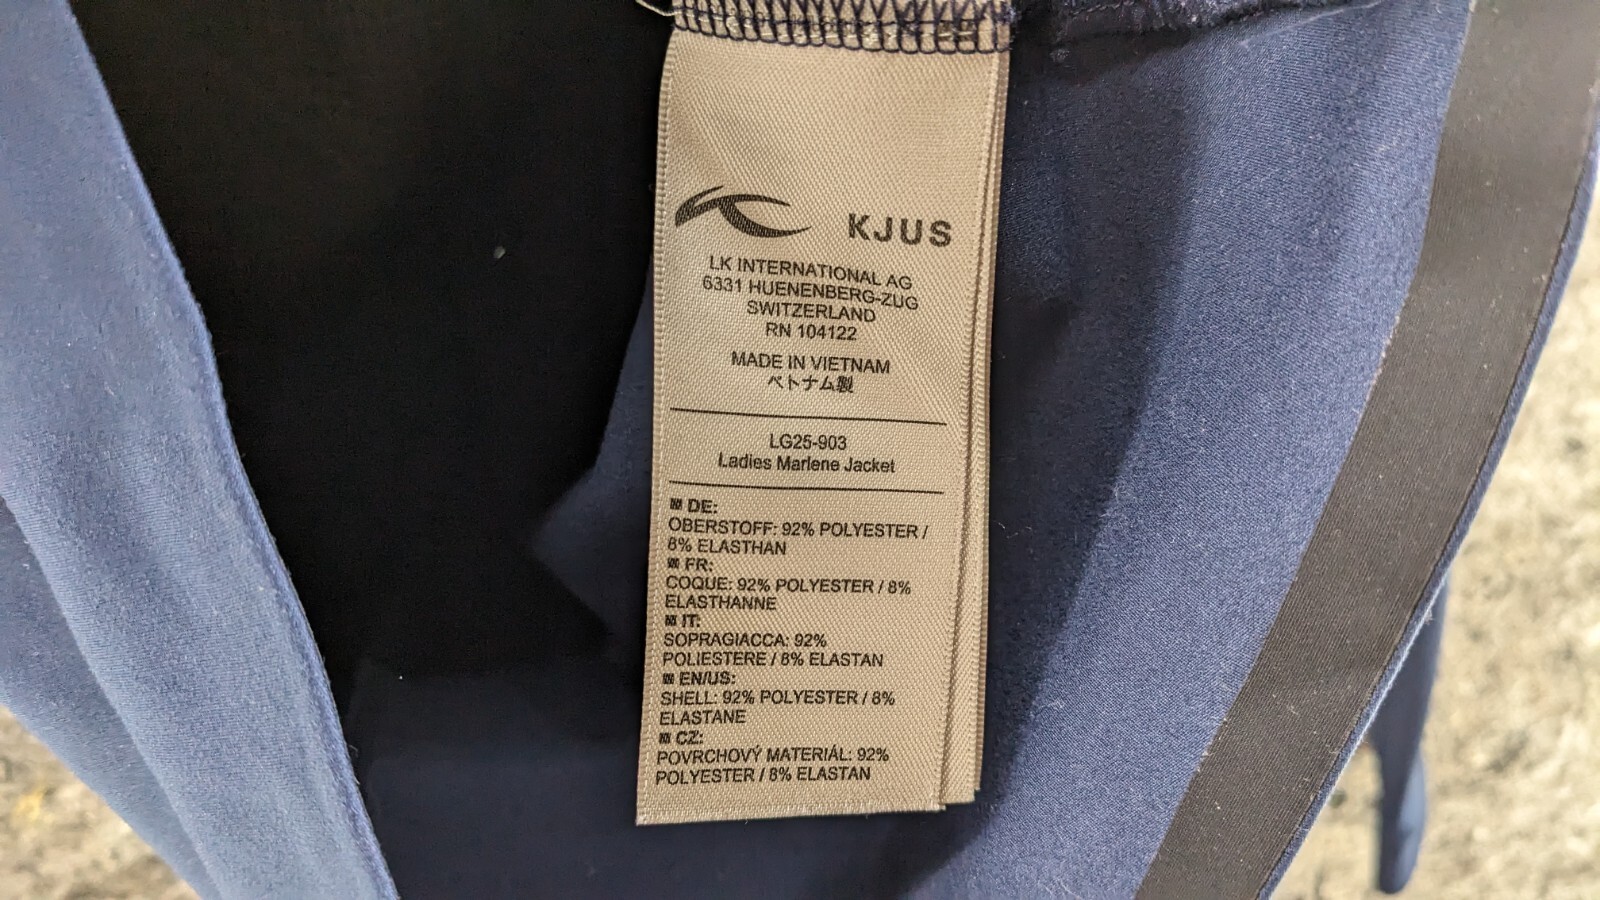 KJUS
LK INTERNATIONAL AG
6331 HUENENBERG-ZUG
SWITZERLAND
RN 104122
MADE IN VIETNAM
ベトナム製
LG25-903
Ladies Marlene Jacket
DE:
OBERSTOFF: 92% POLYESTER /
8% ELASTHAN
FR:
COQUE: 92% POLYESTER / 8%
ELASTHANNE
IT:
SOPRAGIACCA: 92%
POLIESTERE / 8% ELASTAN
EN/US:
SHELL: 92% POLYESTER / 8%
ELASTANE
CZ:
POVRCHOVÝ MATERIÁL: 92%
POLYESTER / 8% ELASTAN